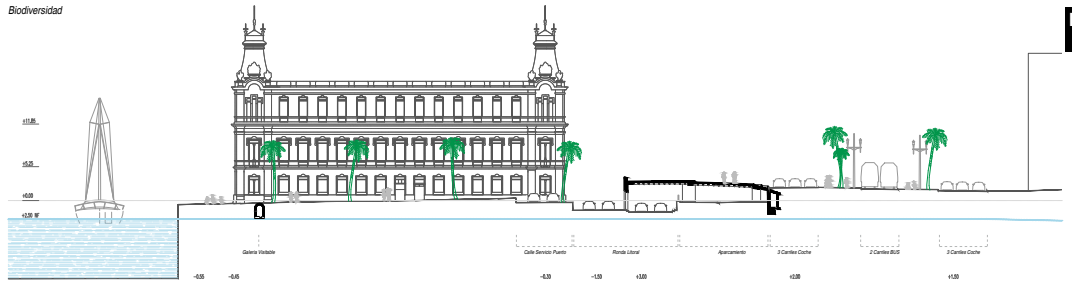 Biodiversidad
+11.85
+5.25
+0.00
+2.50 NF
Galeria Visitable
Calle Servicio Puerto
Ronda Litoral
Aparcamiento
3 Carriles Coche
2 Carriles BUS
3 Carriles Coche
-0.55
-0.45
-0.30
-1.50
+3.00
+2.00
+1.50